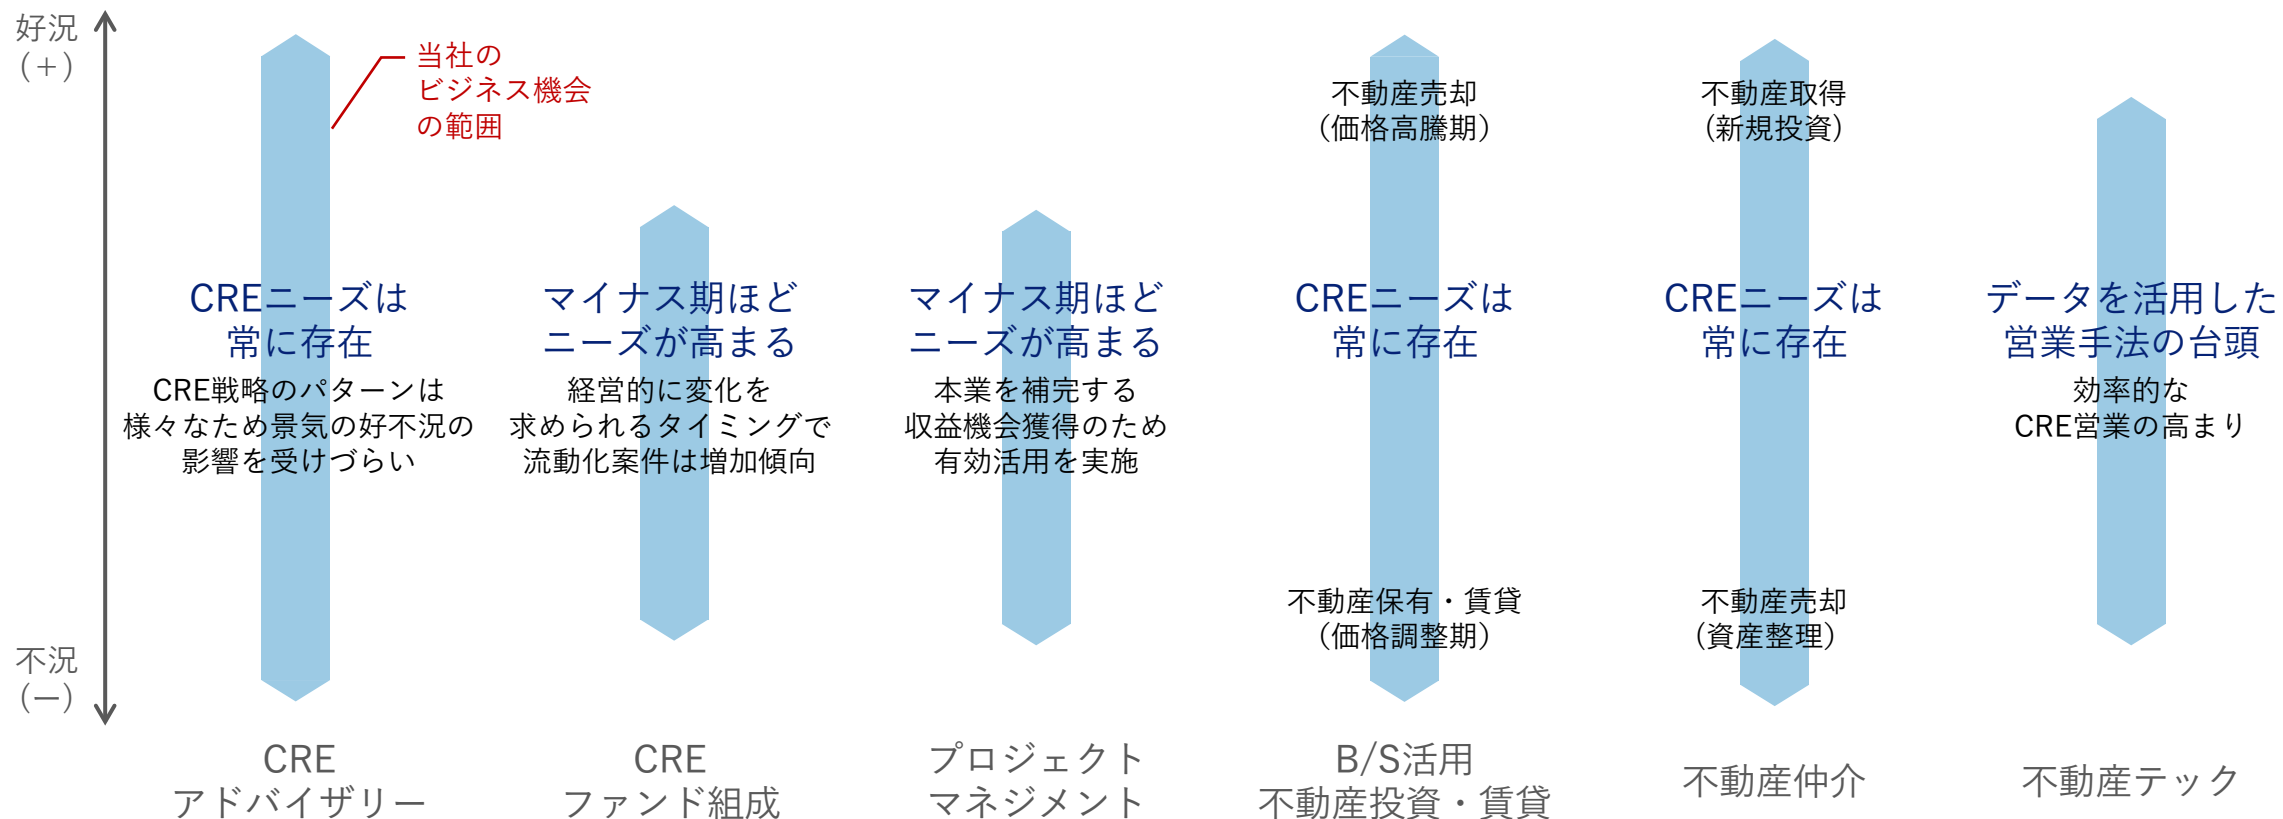 好況
(＋)
当社の
ビジネス機会
の範囲
CREニーズは
常に存在
CRE戦略のパターンは
様々なため景気の好不況の
影響を受けづらい
マイナス期ほど
ニーズが高まる
経営的に変化を
求められるタイミングで
流動化案件は増加傾向
マイナス期ほど
ニーズが高まる
本業を補完する
収益機会獲得のため
有効活用を実施
不動産売却
（価格高騰期）
CREニーズは
常に存在
不動産保有・賃貸
（価格調整期）
不動産取得
（新規投資）
CREニーズは
常に存在
不動産売却
（資産整理）
データを活用した
営業手法の台頭
効率的な
CRE営業の高まり
不況
(ー)
CRE
アドバイザリー
CRE
ファンド組成
プロジェクト
マネジメント
B/S活用
不動産投資・賃貸
不動産仲介
不動産テック